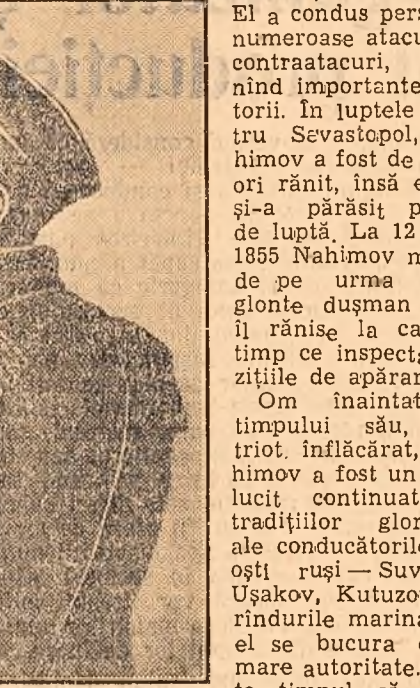 El a condus pers
numeroase atacu
contraatacuri,
nînd importante
torii. În luptele
tru Sevastopol,
himov a fost de
ori rănit, însă e
și-a părăsit p
de luptă. La 12
1855 Nahimov m
de pe urma
glonte dușman
îl rănise la ca
timp ce inspect
zițiile de apărar
Om înaintat
timpului său,
triot. înflăcărat,
himov a fost un
lucit continuat
tradițiilor glor
ale conducătoril
oști ruși — Suv
Ușakov, Kutuzo
rîndurile marina
el se bucura
mare autoritate.